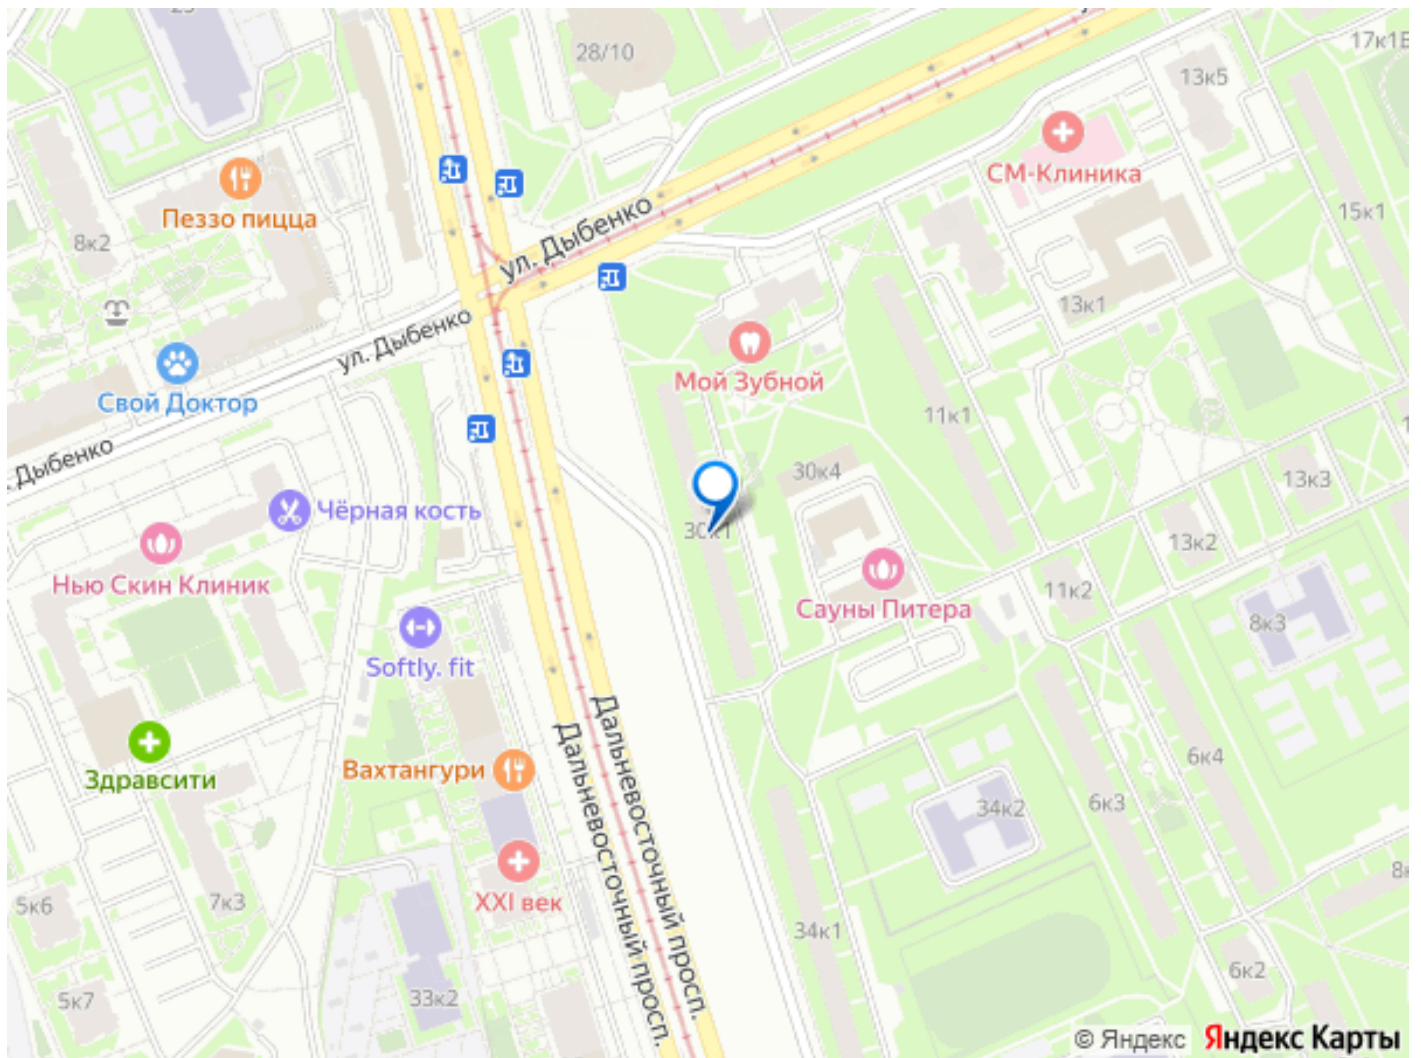 28/10
17к1
13к5
СМ-Клиника
Пеззо пицца
8к2
15к1
ул. Дыбенко
13к1
ул. Дыбенко
Мой Зубной
Свой Доктор
11к1
Дыбенко
30к4
13к3
Чёрная кость
30к1
13к2
Нью Скин Клиник
11к2
Сауны Питера
8к3
Softly. fit
Дальневосточный просп.
Дальневосточный просп.
6к4
Вахтангури
Здравсити
34к2
6к3
XXI век
5к6
7к3
34к1
6к2
5к7
33к2
© Яндекс Яндекс Карты